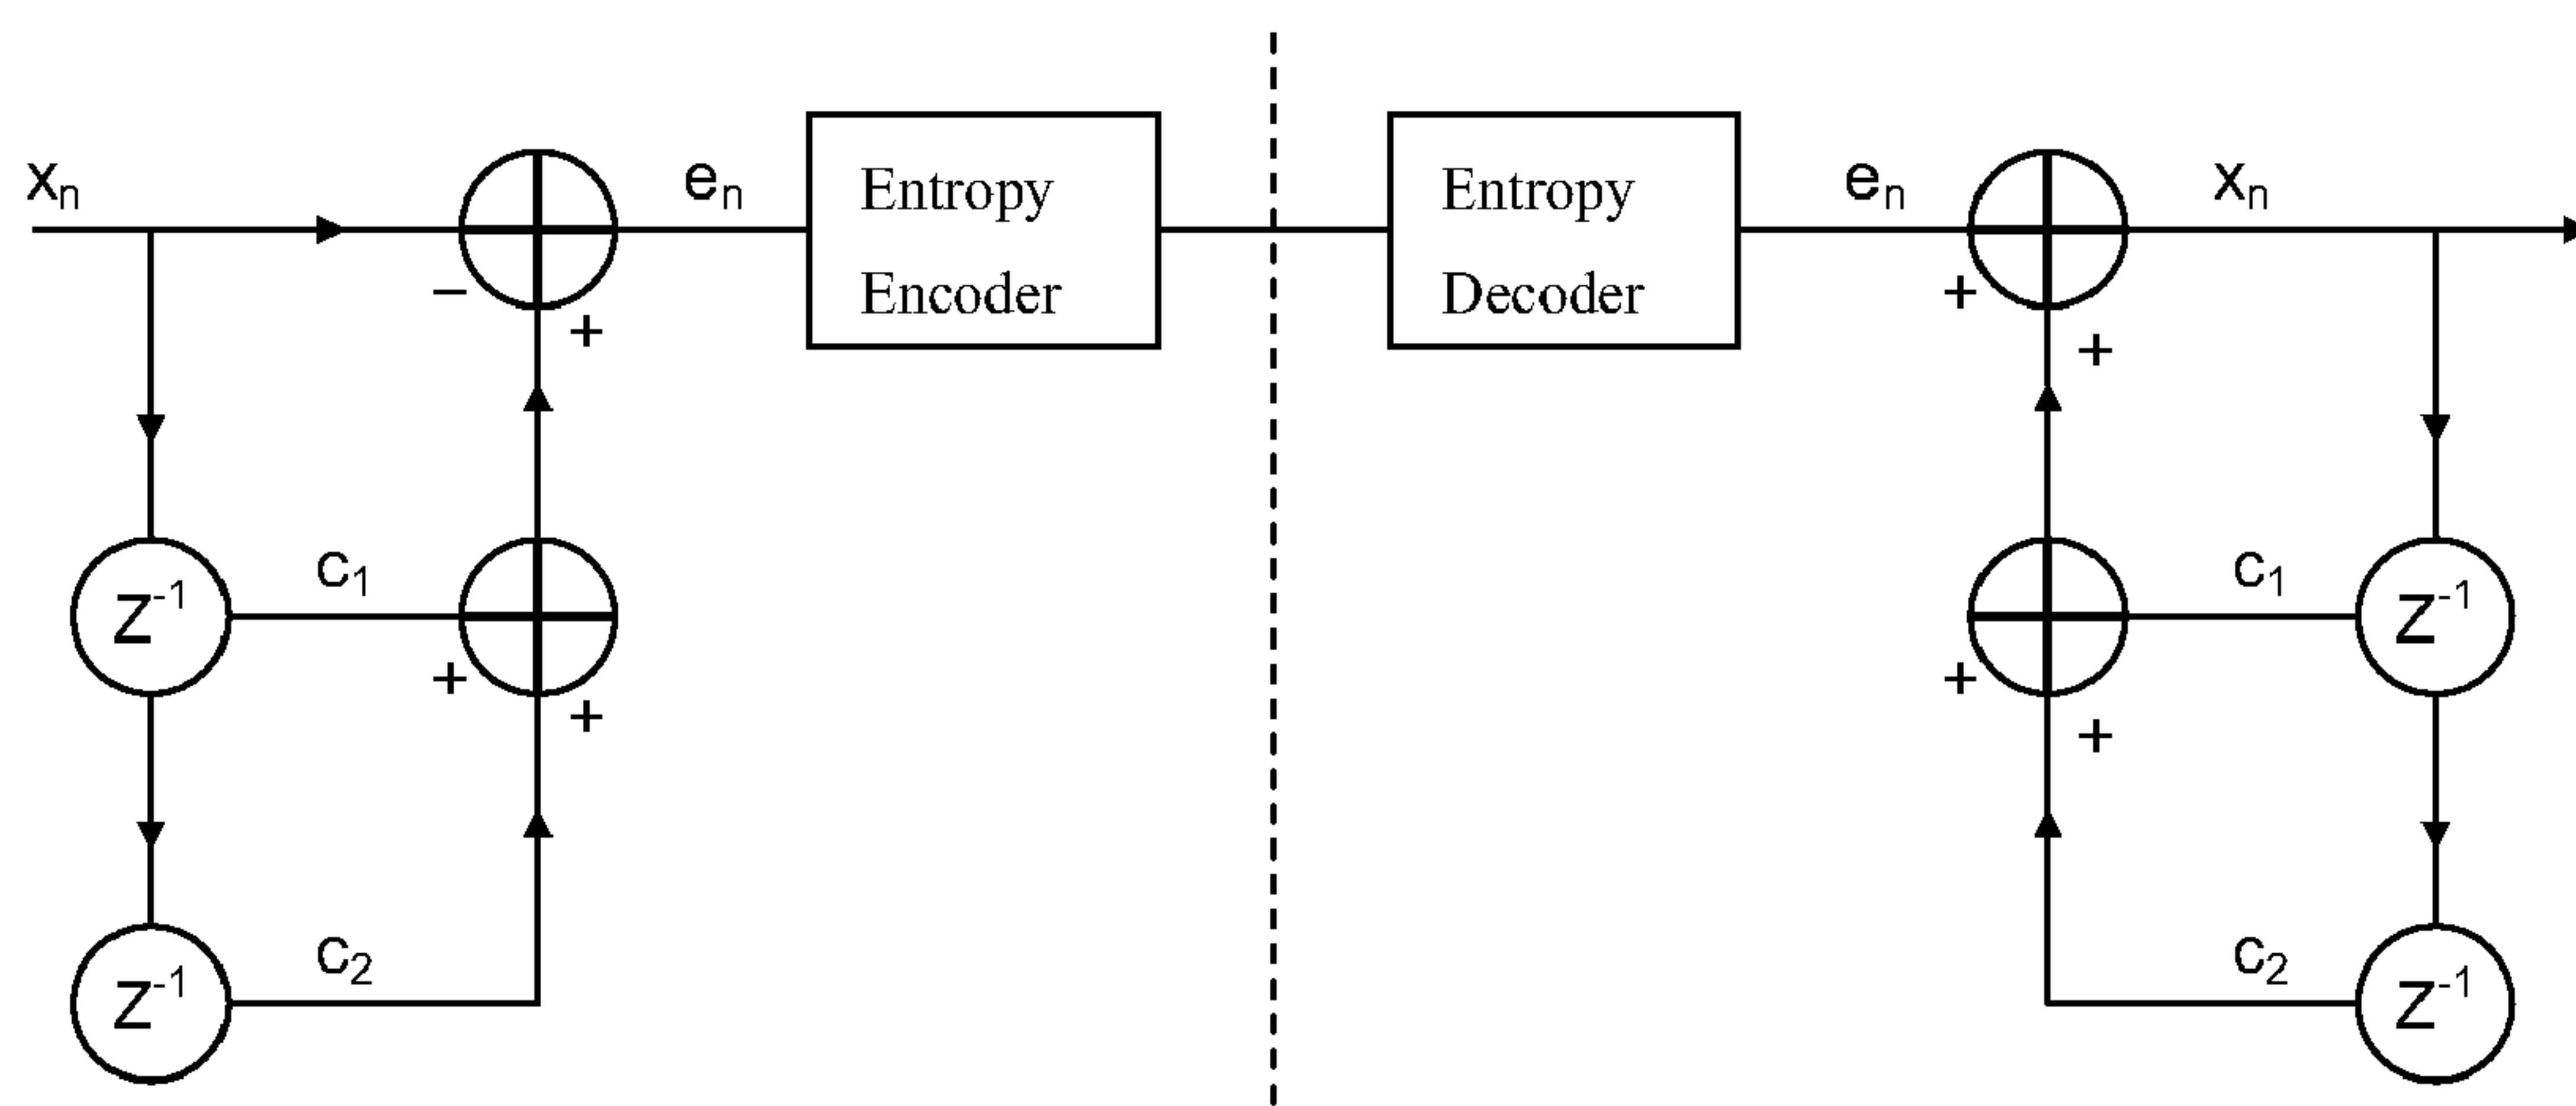 xₙ
eₙ
Entropy
Encoder
Entropy
Decoder
eₙ
xₙ
−
+
+
+
Z⁻¹
c₁
+
+
c₁
Z⁻¹
+
+
Z⁻¹
c₂
c₂
Z⁻¹